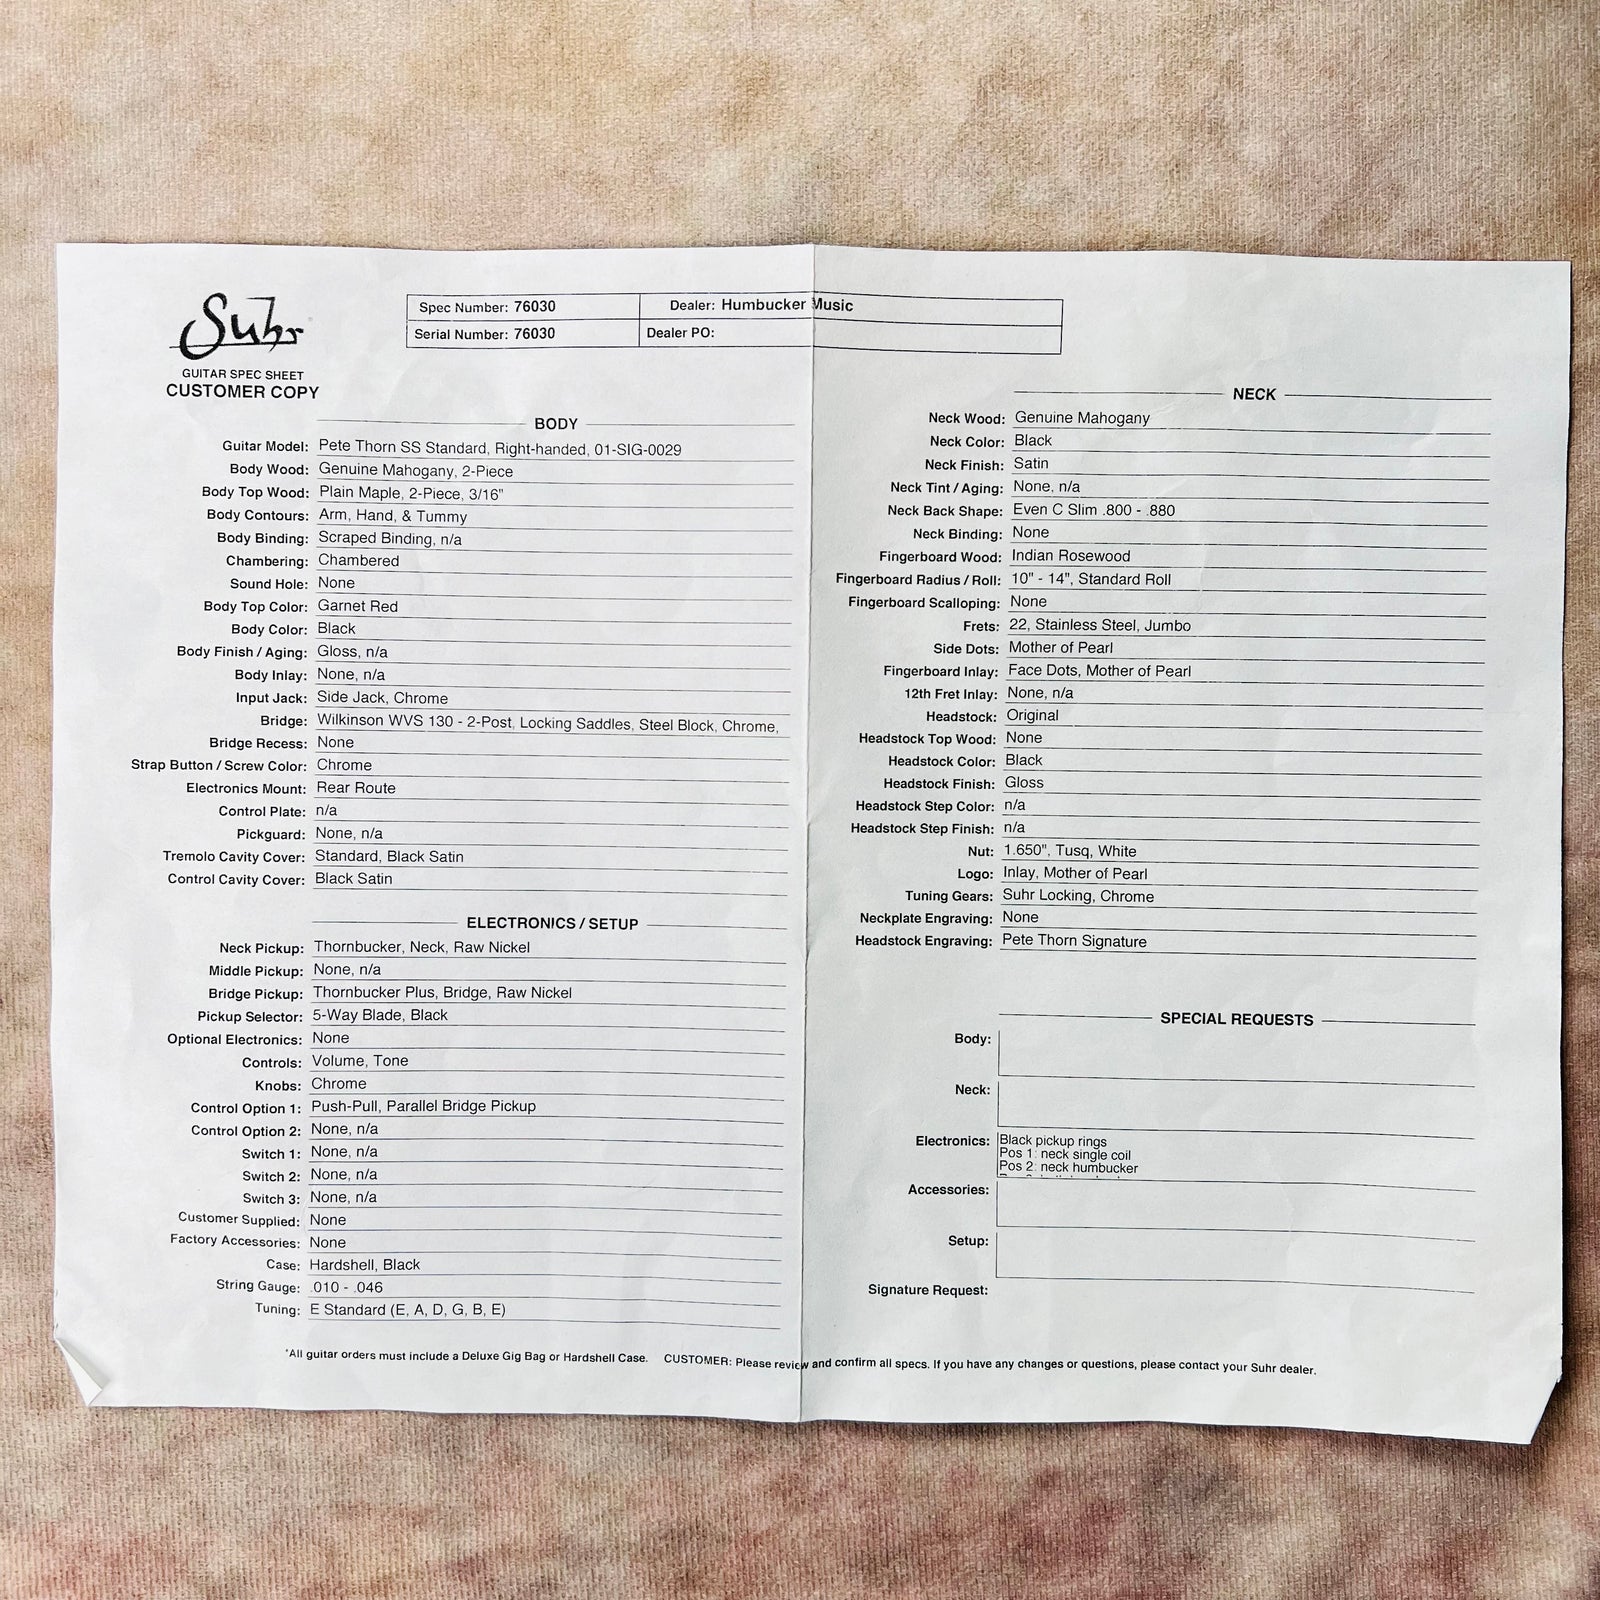 Suhr
GUITAR SPEC SHEET
CUSTOMER COPY
Spec Number: 76030
Dealer: Humbucker Music
Serial Number: 76030
Dealer PO:
BODY
Guitar Model: Pete Thorn SS Standard, Right-handed, 01-SIG-0029
Body Wood: Genuine Mahogany, 2-Piece
Body Top Wood: Plain Maple, 2-Piece, 3/16"
Body Contours: Arm, Hand, & Tummy
Body Binding: Scraped Binding, n/a
Chambering: Chambered
Sound Hole: None
Body Top Color: Garnet Red
Body Color: Black
Body Finish / Aging: Gloss, n/a
Body Inlay: None, n/a
Input Jack: Side Jack, Chrome
Bridge: Wilkinson WVS 130 - 2-Post, Locking Saddles, Steel Block, Chrome,
Bridge Recess: None
Strap Button / Screw Color: Chrome
Electronics Mount: Rear Route
Control Plate: n/a
Pickguard: None, n/a
Tremolo Cavity Cover: Standard, Black Satin
Control Cavity Cover: Black Satin
ELECTRONICS / SETUP
Neck Pickup: Thornbucker, Neck, Raw Nickel
Middle Pickup: None, n/a
Bridge Pickup: Thornbucker Plus, Bridge, Raw Nickel
Pickup Selector: 5-Way Blade, Black
Optional Electronics: None
Controls: Volume, Tone
Knobs: Chrome
Control Option 1: Push-Pull, Parallel Bridge Pickup
Control Option 2: None, n/a
Switch 1: None, n/a
Switch 2: None, n/a
Switch 3: None, n/a
Customer Supplied: None
Factory Accessories: None
Case: Hardshell, Black
String Gauge: .010 - .046
Tuning: E Standard (E, A, D, G, B, E)
NECK
Neck Wood: Genuine Mahogany
Neck Color: Black
Neck Finish: Satin
Neck Tint / Aging: None, n/a
Neck Back Shape: Even C Slim .800 - .880
Neck Binding: None
Fingerboard Wood: Indian Rosewood
Fingerboard Radius / Roll: 10" - 14", Standard Roll
Fingerboard Scalloping: None
Frets: 22, Stainless Steel, Jumbo
Side Dots: Mother of Pearl
Fingerboard Inlay: Face Dots, Mother of Pearl
12th Fret Inlay: None, n/a
Headstock: Original
Headstock Top Wood: None
Headstock Color: Black
Headstock Finish: Gloss
Headstock Step Color: n/a
Headstock Step Finish: n/a
Nut: 1.650", Tusq, White
Logo: Inlay, Mother of Pearl
Tuning Gears: Suhr Locking, Chrome
Neckplate Engraving: None
Headstock Engraving: Pete Thorn Signature
SPECIAL REQUESTS
Body:
Neck:
Electronics: Black pickup rings
Pos 1: neck single coil
Pos 2: neck humbucker
Accessories:
Setup:
Signature Request:
*All guitar orders must include a Deluxe Gig Bag or Hardshell Case. CUSTOMER: Please review and confirm all specs. If you have any changes or questions, please contact your Suhr dealer.